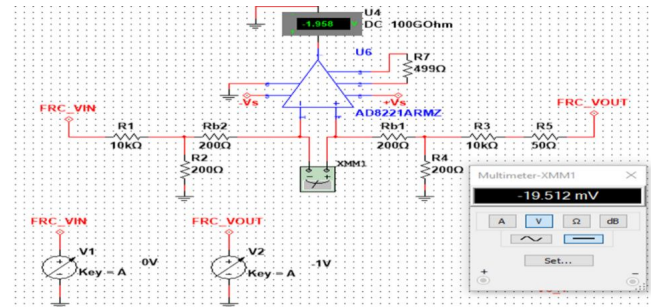 U4
-1.958
DC 100GOhm
U6
R7
499Ω
-Vs
+Vs
AD8221ARMZ
FRC_VIN
FRC_VOUT
R1
10kΩ
Rb2
200Ω
Rb1
200Ω
R3
10kΩ
R5
50Ω
R2
200Ω
XMM1
R4
200Ω
Multimeter-XMM1
-19.512 mV
A
V
Ω
dB
Set...
+
-
FRC_VIN
FRC_VOUT
V1
0V
Key = A
V2
-1V
Key = A